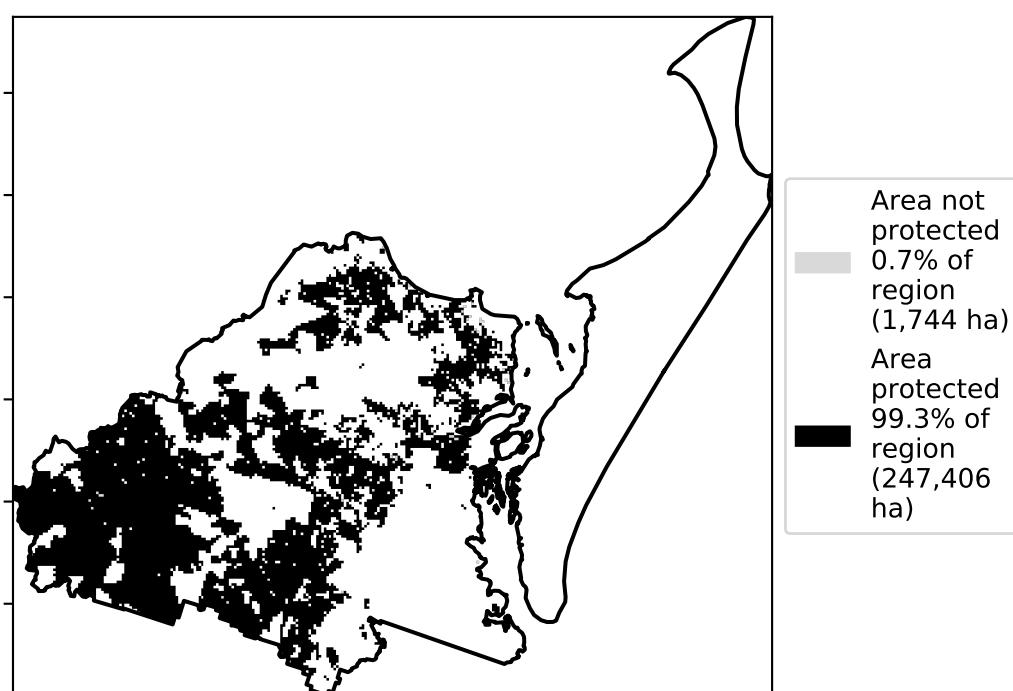 Area not
protected
0.7% of
region
(1,744 ha)
Area
protected
99.3% of
region
(247,406
ha)